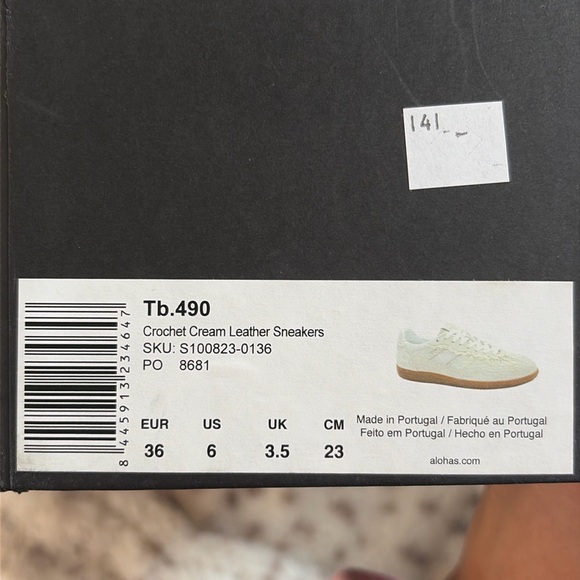 141.-
Tb.490
Crochet Cream Leather Sneakers
SKU: S100823-0136
PO 8681
EUR US UK CM
36 6 3.5 23
Made in Portugal / Fabriqué au Portugal
Feito em Portugal / Hecho en Portugal
alohas.com
8 445913 234647